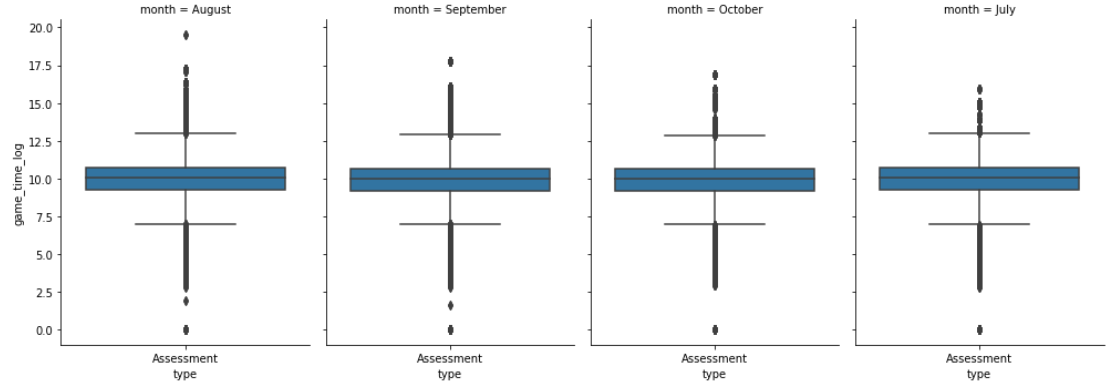 month = August
month = September
month = October
month = July
game_time_log
20.0
17.5
15.0
12.5
10.0
7.5
5.0
2.5
0.0
Assessment
type
Assessment
type
Assessment
type
Assessment
type